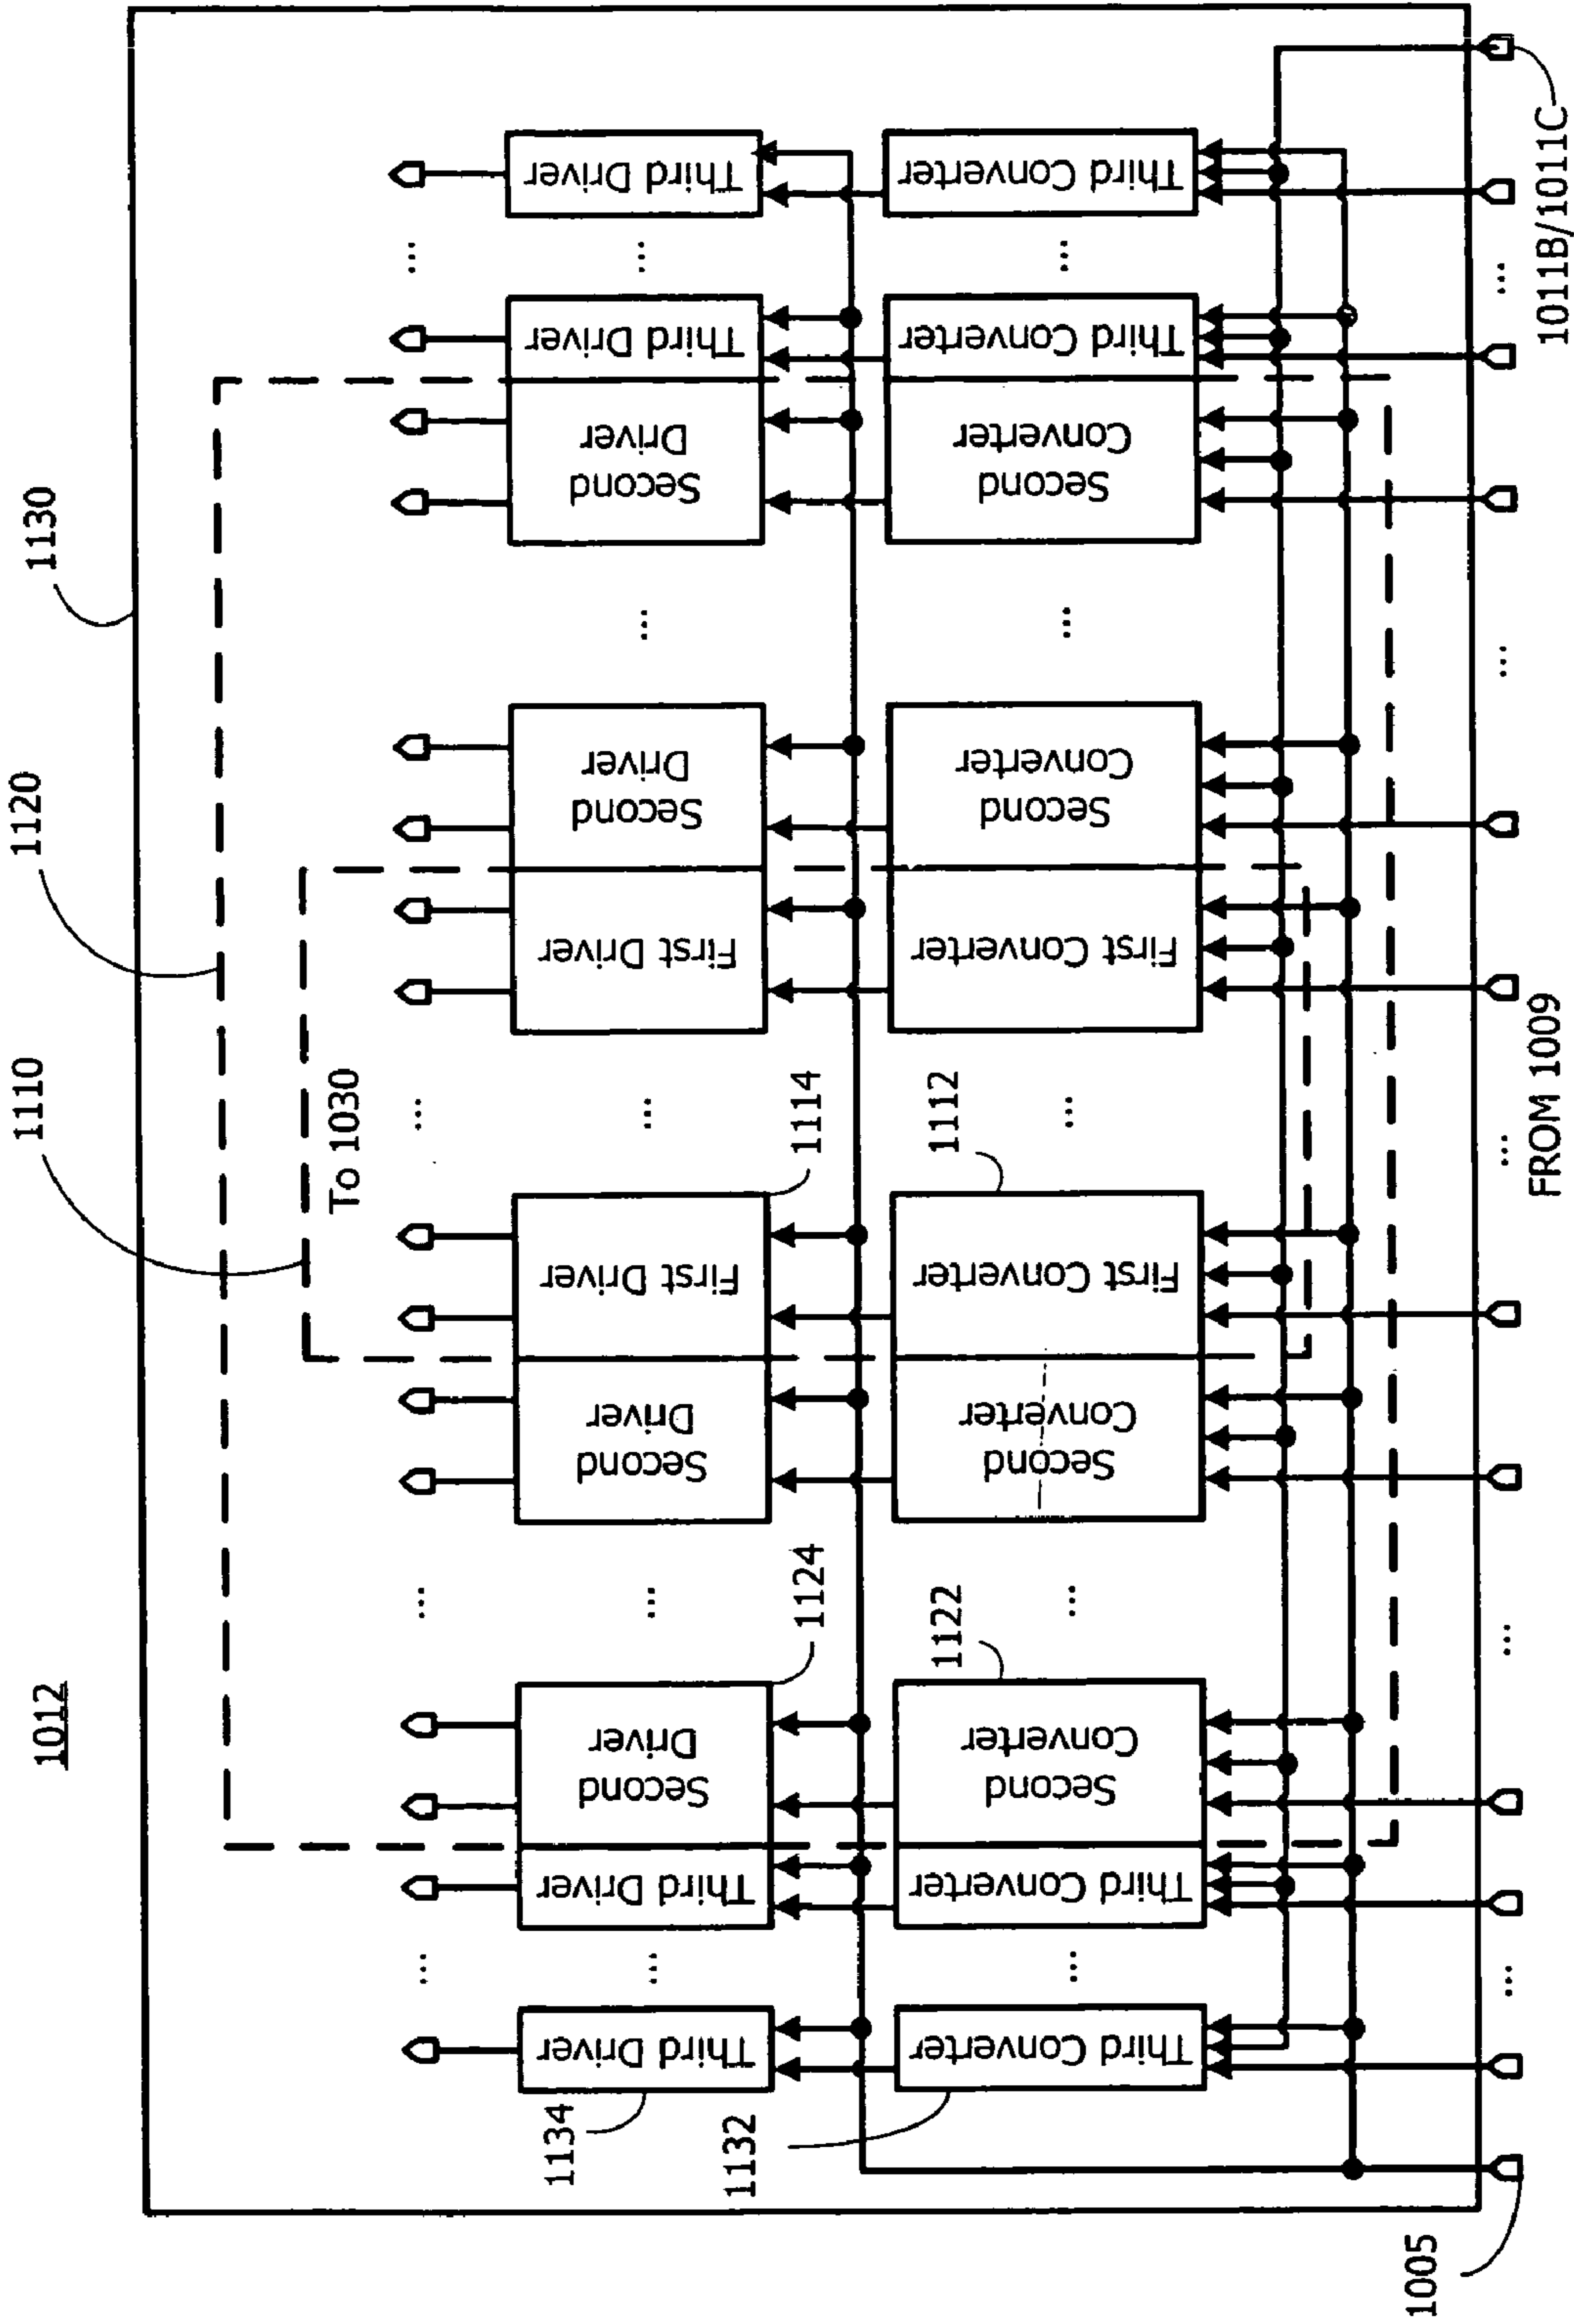 1012
1110
1120
1130
To 1030
...
...
...
...
Third Driver
...
Third Driver
Second
Driver
...
Second
Driver
First Driver
...
First Driver
Second
Driver
...
Second
Driver
Third Driver
...
Third Driver
1134
1124
1114
1132
1122
1112
Third Converter
...
Third Converter
Second
Converter
...
Second
Converter
First Converter
...
First Converter
Second
Converter
...
Second
Converter
Third Converter
...
Third Converter
1005
...
...
...
...
...
FROM 1009
1011B/1011C